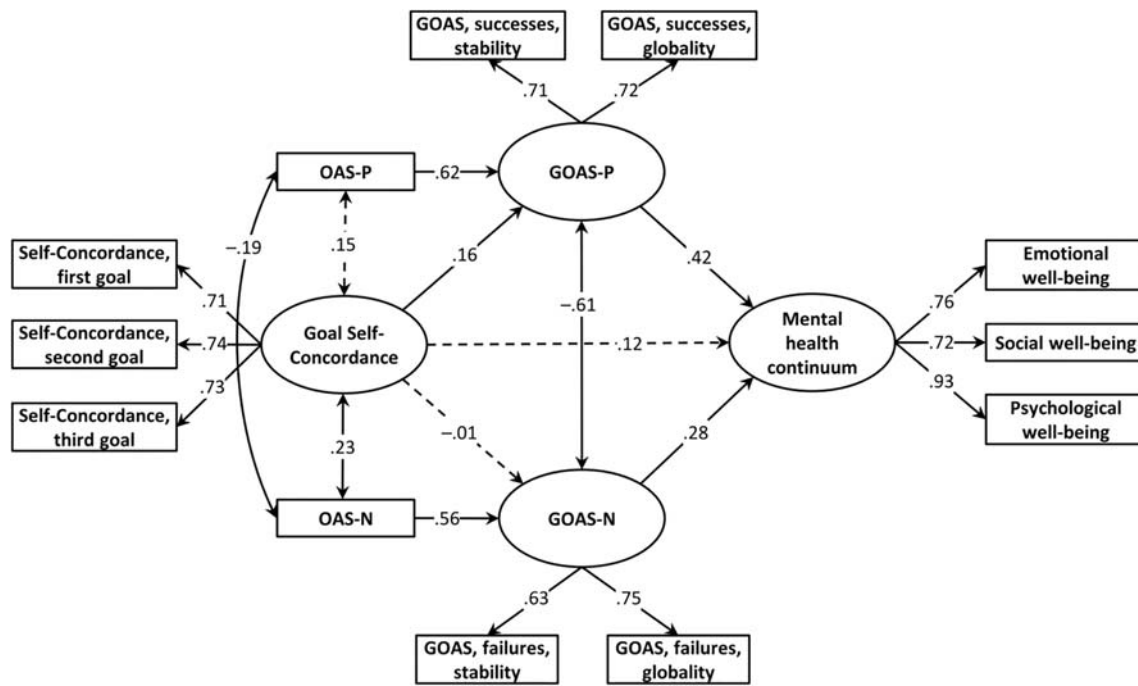 GOAS, successes,
stability
GOAS, successes,
globality
.71
.72
GOAS-P
OAS-P
.62
–.19
.15
.16
.42
Self-Concordance,
first goal
.71
Self-Concordance,
second goal
.74
Self-Concordance,
third goal
.73
Goal Self-
Concordance
–.61
.12
Mental
health
continuum
.76
Emotional
well-being
.72
Social well-being
.93
Psychological
well-being
–.01
.23
.28
OAS-N
.56
GOAS-N
.63
.75
GOAS, failures,
stability
GOAS, failures,
globality